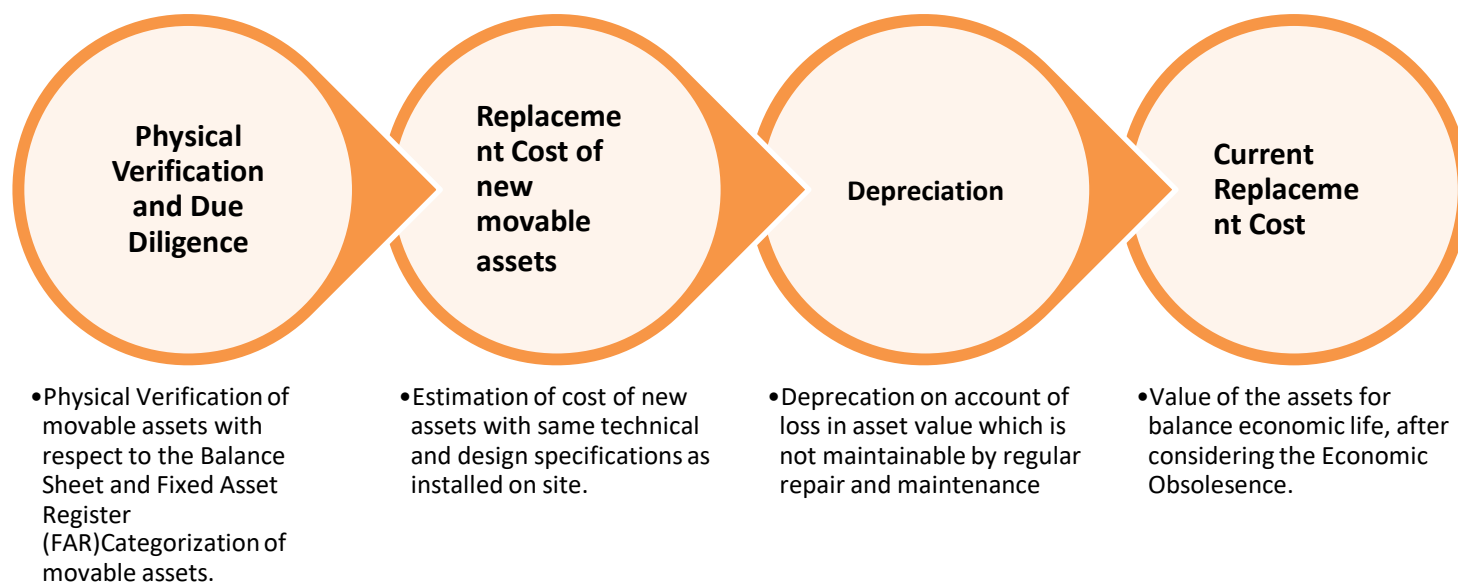 Physical
Verification
and Due
Diligence
Replaceme
nt Cost of
new
movable
assets
Depreciation
Current
Replaceme
nt Cost
•Physical Verification of
movable assets with
respect to the Balance
Sheet and Fixed Asset
Register
(FAR)Categorization of
movable assets.
•Estimation of cost of new
assets with same technical
and design specifications as
installed on site.
•Deprecation on account of
loss in asset value which is
not maintainable by regular
repair and maintenance
•Value of the assets for
balance economic life, after
considering the Economic
Obsolesence.